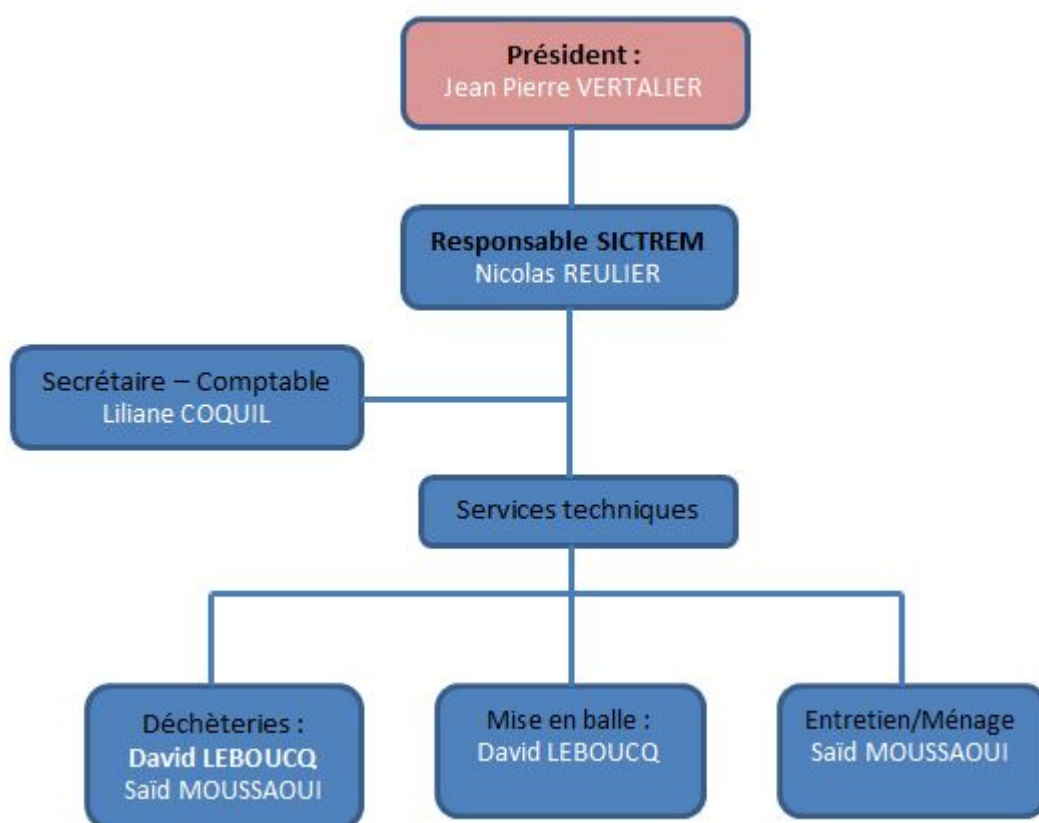 Président :
Jean Pierre VERTALIER
Responsable SICTREM
Nicolas REULIER
Secrétaire – Comptable
Liliane COQUIL
Services techniques
Déchèteries :
David LEBOUCQ
Saïd MOUSSAOUI
Mise en balle :
David LEBOUCQ
Entretien/Ménage
Saïd MOUSSAOUI